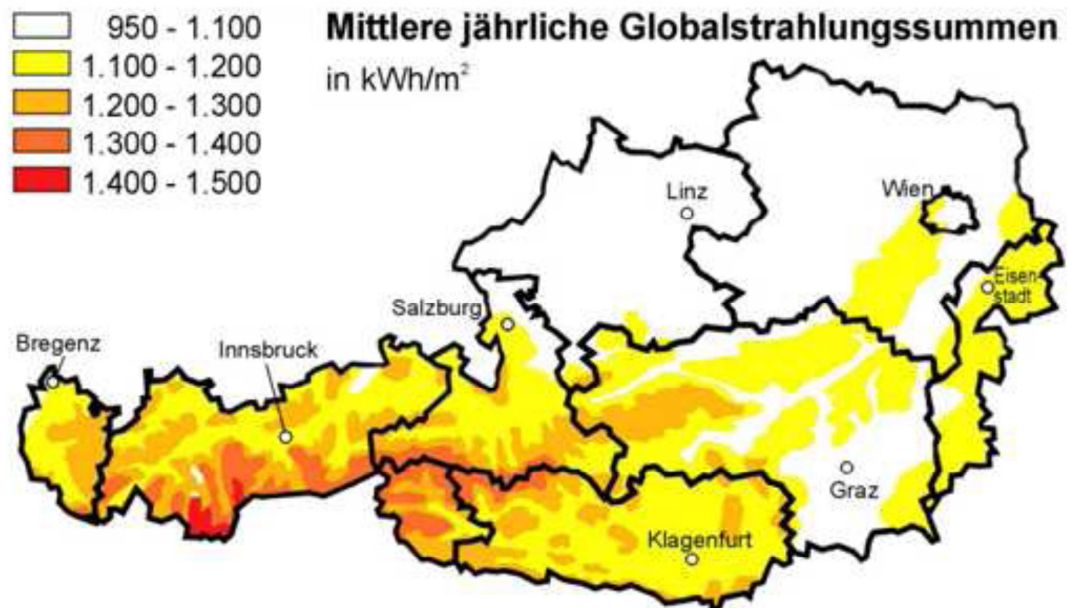 950 - 1.100
1.100 - 1.200
1.200 - 1.300
1.300 - 1.400
1.400 - 1.500
Mittlere jährliche Globalstrahlungssummen
in kWh/m²
Linz
Wien
Eisen-
stadt
Salzburg
Bregenz
Innsbruck
Graz
Klagenfurt